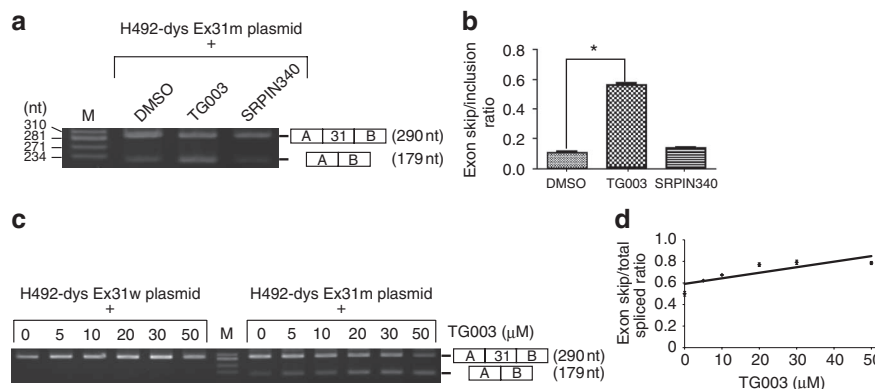 a
H492-dys Ex31m plasmid
+
(nt) M DMSO TG003 SRPIN340
310
281
271
234
A 31 B (290 nt)
A B (179 nt)
b
Exon skip/inclusion
ratio
0.8
0.6
0.4
0.2
0.0
*
DMSO TG003 SRPIN340
c
H492-dys Ex31w plasmid
+
H492-dys Ex31m plasmid
+
0 5 10 20 30 50 M 0 5 10 20 30 50 TG003 (μM)
A 31 B (290 nt)
A B (179 nt)
d
Exon skip/total
spliced ratio
1.0
0.8
0.6
0.4
0.2
0
0 10 20 30 40 50
TG003 (μM)